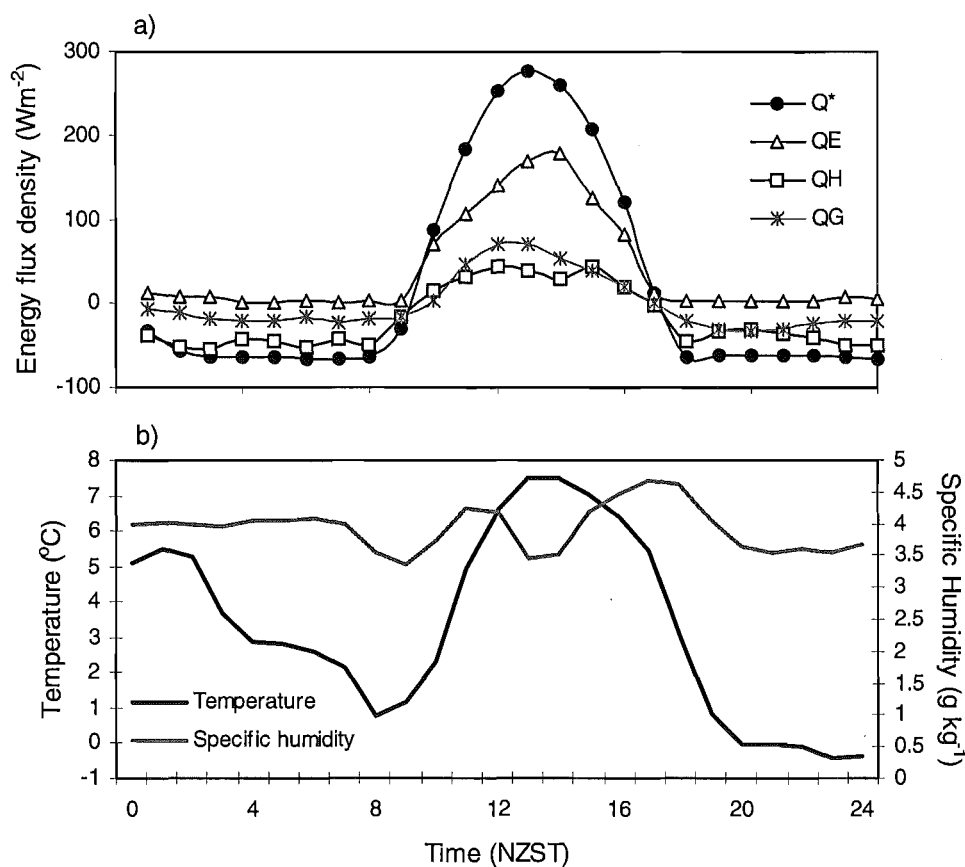 a)
300
200
100
0
-100
Energy flux density (Wm⁻²)
Q*
QE
QH
QG
b)
8
7
6
5
4
3
2
1
0
-1
Temperature (ºC)
5
4.5
4
3.5
3
2.5
2
1.5
1
0.5
0
Specific Humidity (g kg⁻¹)
Temperature
Specific humidity
0 4 8 12 16 20 24
Time (NZST)